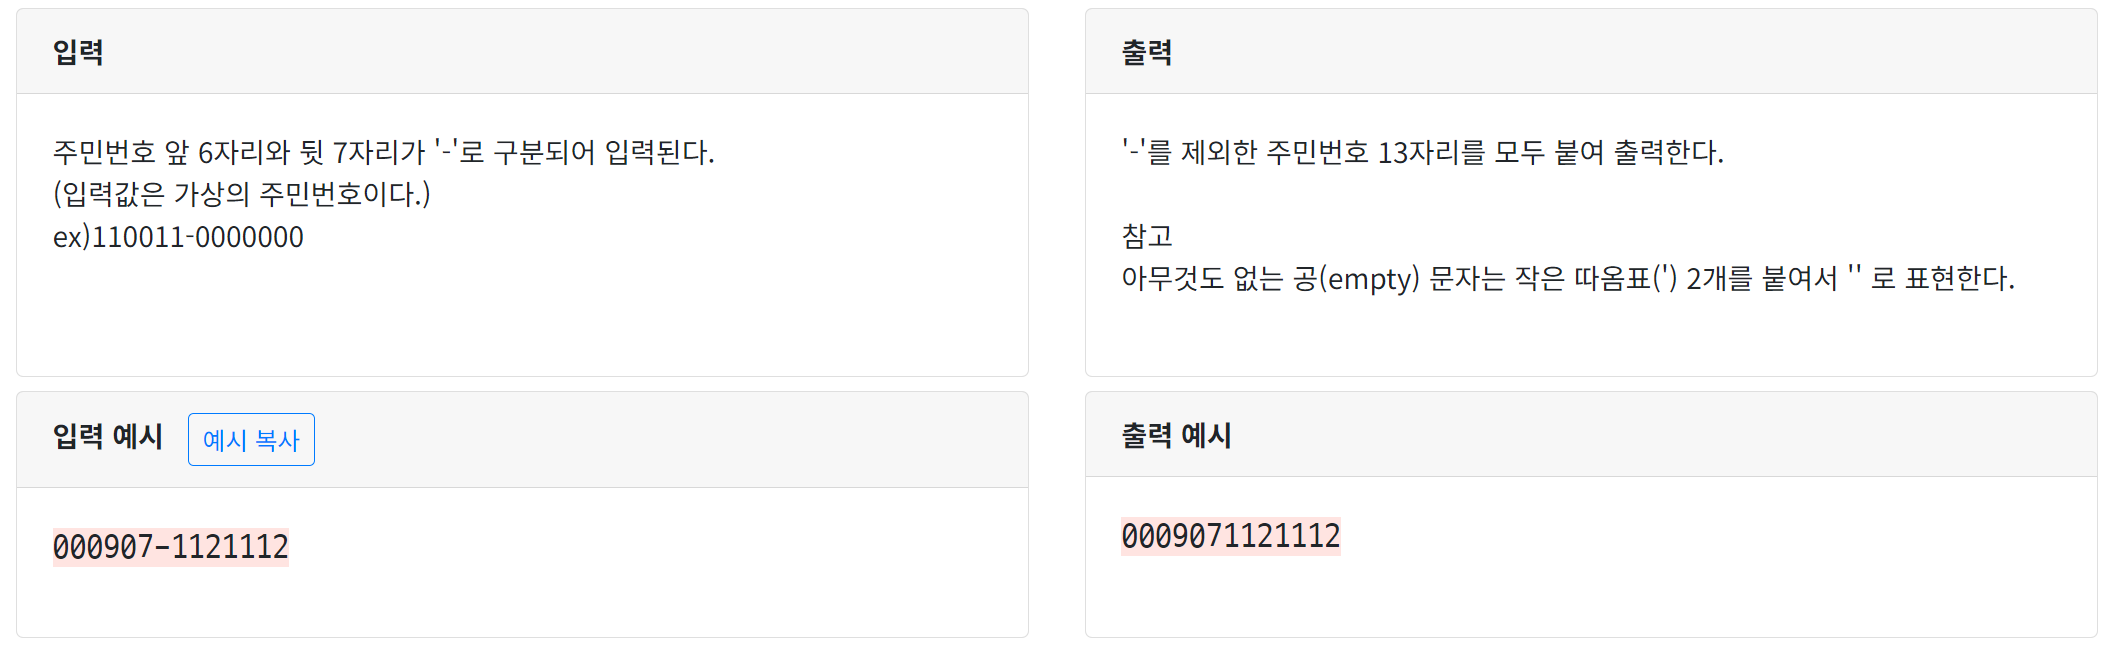 입력
주민번호 앞 6자리와 뒷 7자리가 '-'로 구분되어 입력된다.
(입력값은 가상의 주민번호이다.)
ex)110011-0000000
출력
'-'를 제외한 주민번호 13자리를 모두 붙여 출력한다.
참고
아무것도 없는 공(empty) 문자는 작은 따옴표(') 2개를 붙여서 '' 로 표현한다.
입력 예시 예시 복사
000907-1121112
출력 예시
0009071121112